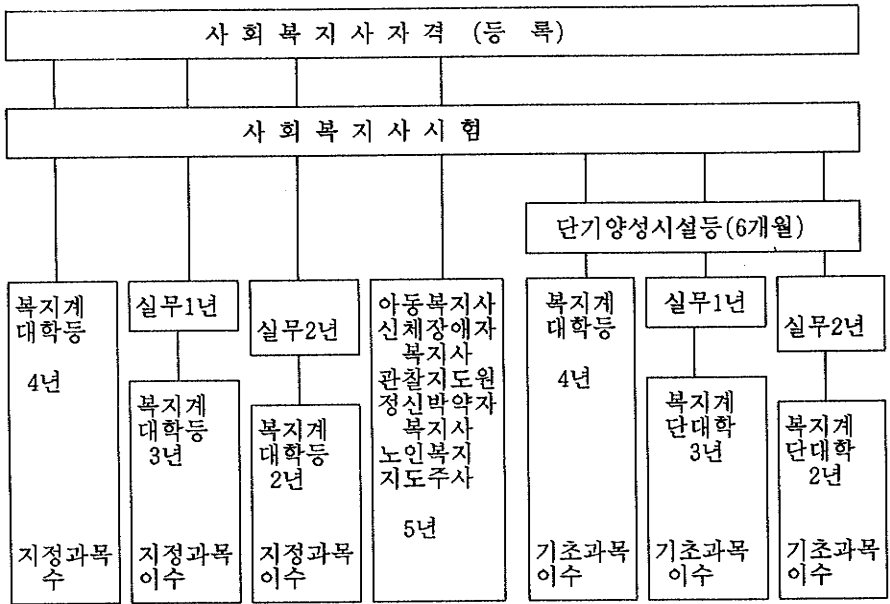 사 회 복 지 사 자 격 (등 록)
사 회 복 지 사 시 험
단기양성시설등(6개월)
복지계
대학등
4년
지정과목
수
실무1년
복지계
대학등
3년
지정과목
이수
실무2년
복지계
대학등
2년
지정과목
이수
아동복지사
신체장애자
복지사
관찰지도원
정신박약자
복지사
노인복지
지도주사
5년
복지계
대학등
4년
기초과목
이수
실무1년
복지계
단대학
3년
기초과목
이수
실무2년
복지계
단대학
2년
기초과목
이수